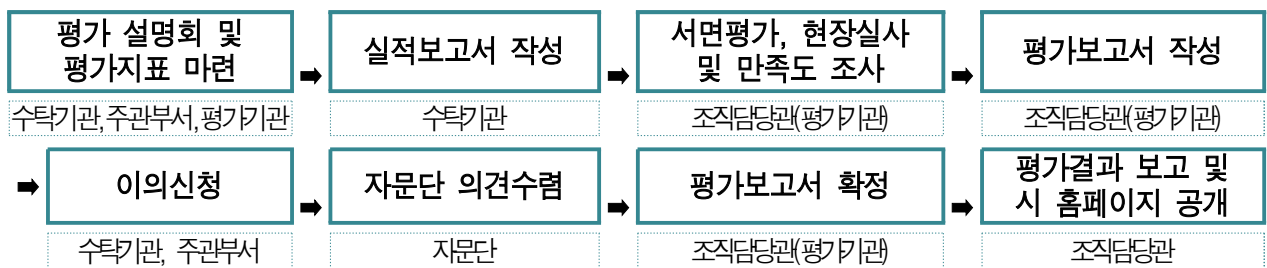 평가 설명회 및
평가지표 마련
➡
실적보고서 작성
➡
서면평가, 현장실사
및 만족도 조사
➡
평가보고서 작성
수탁기관,주관부서,평가기관
수탁기관
조직담당관(평가기관)
조직담당관(평가기관)
➡
이의신청
➡
자문단 의견수렴
➡
평가보고서 확정
➡
평가결과 보고 및
시 홈페이지 공개
수탁기관, 주관부서
자문단
조직담당관(평가기관)
조직담당관